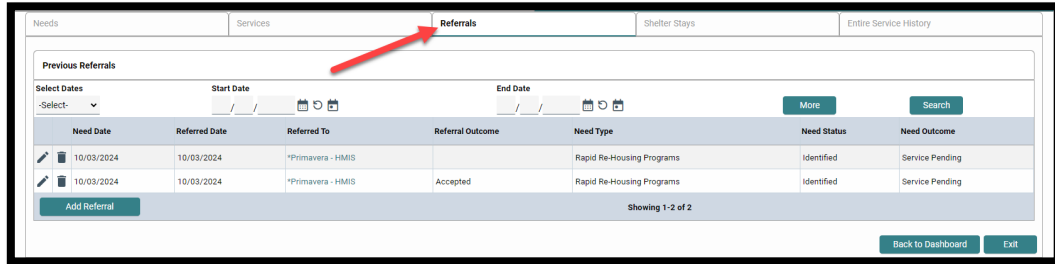 Needs Services Referrals Shelter Stays Entire Service History
Previous Referrals
Select Dates Start Date End Date
-Select- / / / / More Search
Need Date Referred Date Referred To Referral Outcome Need Type Need Status Need Outcome
10/03/2024 10/03/2024 *Primavera - HMIS Rapid Re-Housing Programs Identified Service Pending
10/03/2024 10/03/2024 *Primavera - HMIS Accepted Rapid Re-Housing Programs Identified Service Pending
Add Referral Showing 1-2 of 2
Back to Dashboard Exit